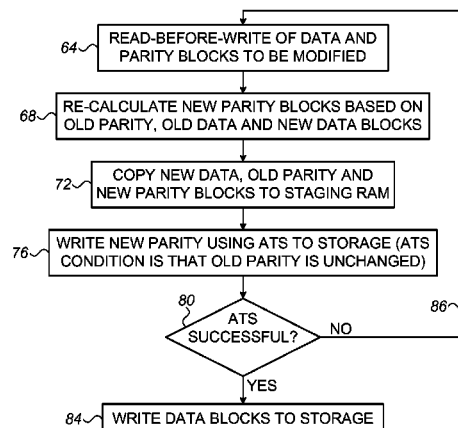 64
READ-BEFORE-WRITE OF DATA AND
PARITY BLOCKS TO BE MODIFIED
68
RE-CALCULATE NEW PARITY BLOCKS BASED ON
OLD PARITY, OLD DATA AND NEW DATA BLOCKS
72
COPY NEW DATA, OLD PARITY AND
NEW PARITY BLOCKS TO STAGING RAM
76
WRITE NEW PARITY USING ATS TO STORAGE (ATS
CONDITION IS THAT OLD PARITY IS UNCHANGED)
80
ATS
SUCCESSFUL?
NO
86
YES
84
WRITE DATA BLOCKS TO STORAGE